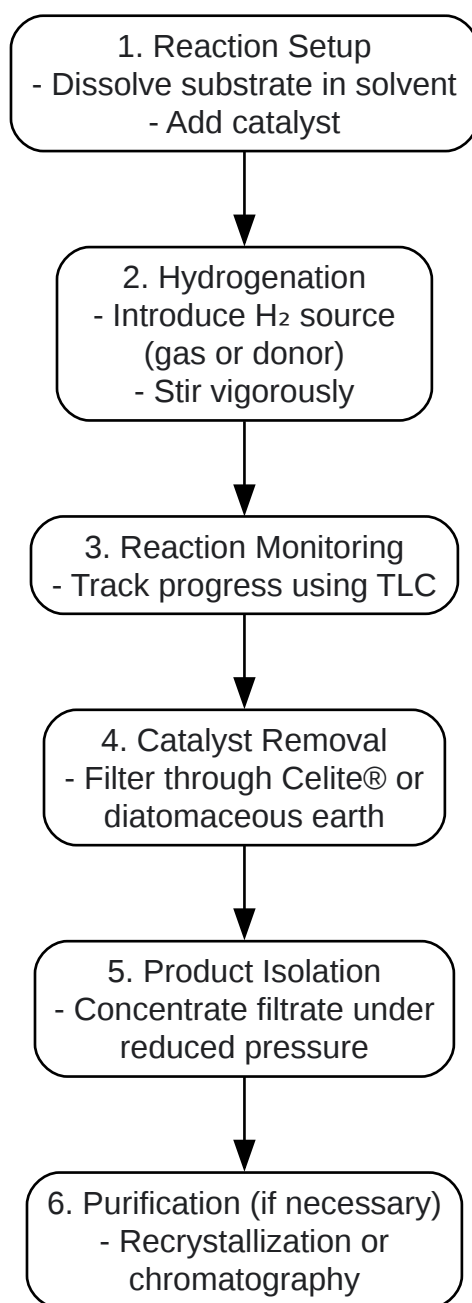 1. Reaction Setup
- Dissolve substrate in solvent
- Add catalyst
2. Hydrogenation
- Introduce H₂ source
(gas or donor)
- Stir vigorously
3. Reaction Monitoring
- Track progress using TLC
4. Catalyst Removal
- Filter through Celite® or
diatomaceous earth
5. Product Isolation
- Concentrate filtrate under
reduced pressure
6. Purification (if necessary)
- Recrystallization or
chromatography